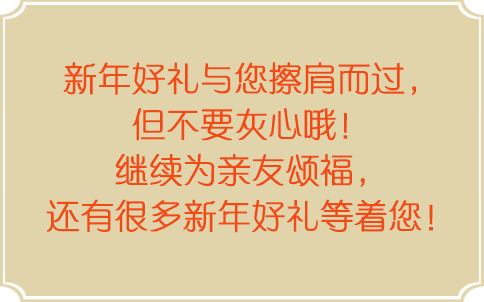 新年好礼与您擦肩而过，
但不要灰心哦！
继续为亲友颂福，
还有很多新年好礼等着您！